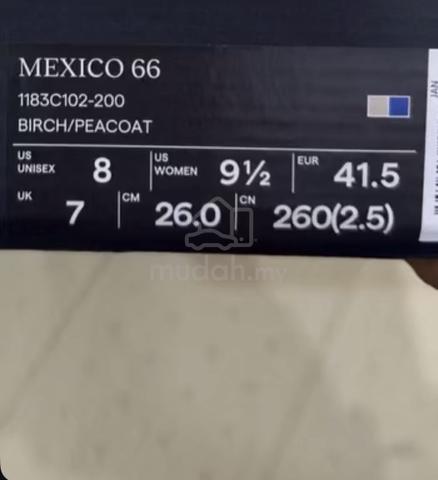 MEXICO 66
1183C102-200
BIRCH/PEACOAT
US UNISEX 8 US WOMEN 9½ EUR 41.5
UK 7 CM 26.0 CN 260(2.5)
mudah.my
JAN